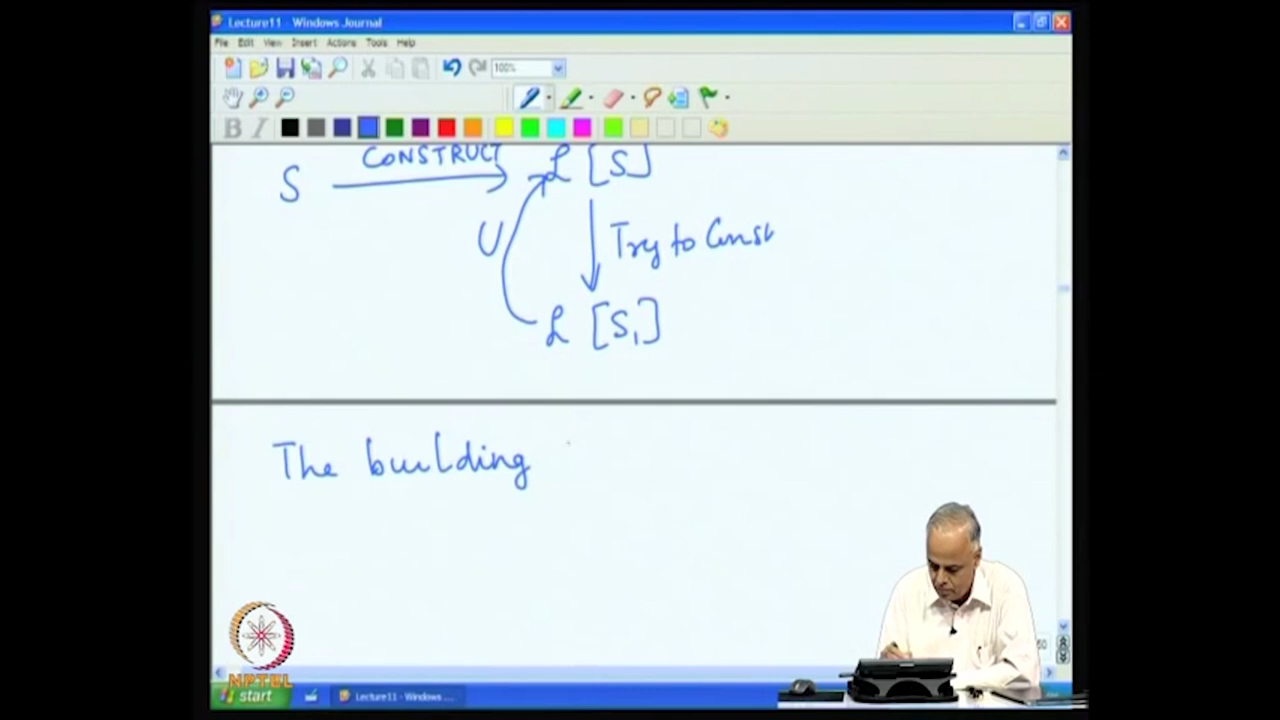 Lecture11 - Windows Journal
File Edit View Insert Actions Tools Help
100%
B I
CONSTRUCT
S ℒ [S]
U Try to Const
ℒ [S₁]
The building
50
NPTEL
start Lecture11 - Windows ...